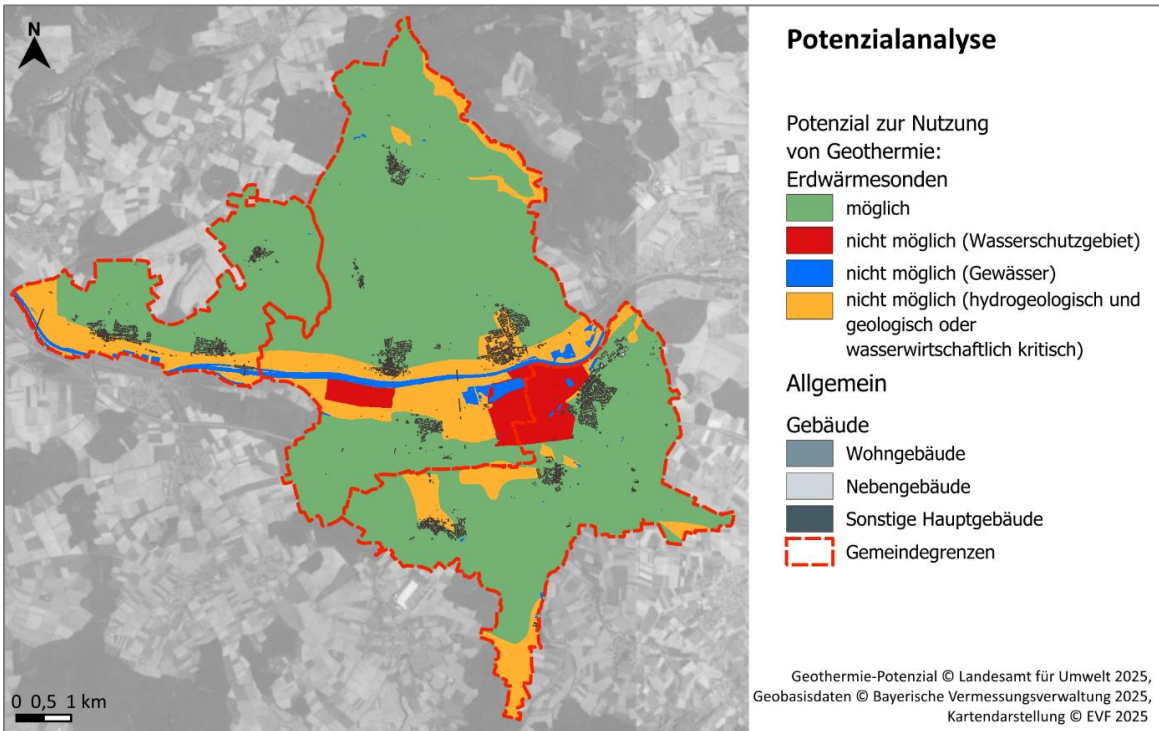 N
0 0,5 1 km
Potenzialanalyse
Potenzial zur Nutzung
von Geothermie:
Erdwärmesonden
möglich
nicht möglich (Wasserschutzgebiet)
nicht möglich (Gewässer)
nicht möglich (hydrogeologisch und
geologisch oder
wasserwirtschaftlich kritisch)
Allgemein
Gebäude
Wohngebäude
Nebengebäude
Sonstige Hauptgebäude
Gemeindegrenzen
Geothermie-Potenzial © Landesamt für Umwelt 2025,
Geobasisdaten © Bayerische Vermessungsverwaltung 2025,
Kartendarstellung © EVF 2025